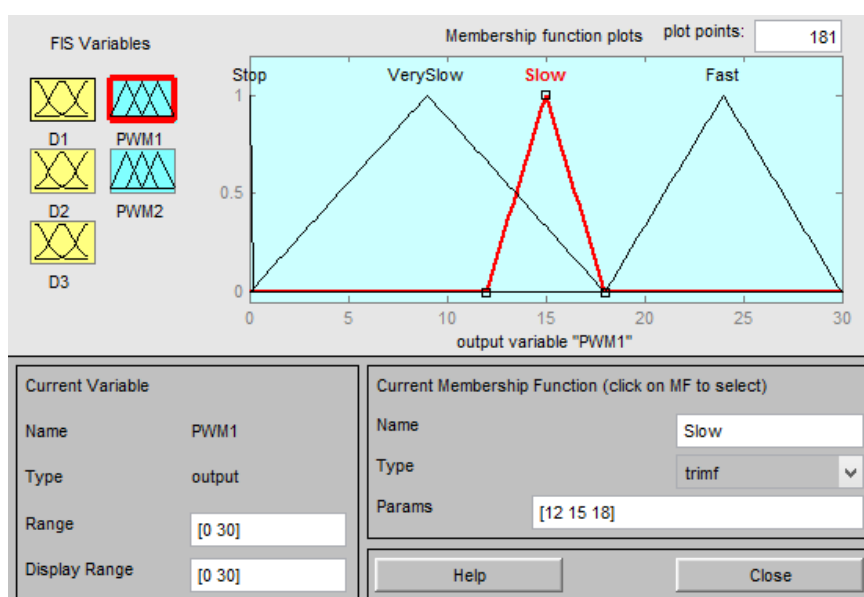 FIS Variables
Membership function plots
plot points: 181
D1 PWM1
D2 PWM2
D3
Stop VerySlow Slow Fast
1
0.5
0
0 5 10 15 20 25 30
output variable "PWM1"
Current Variable
Name PWM1
Type output
Range [0 30]
Display Range [0 30]
Current Membership Function (click on MF to select)
Name Slow
Type trimf
Params [12 15 18]
Help Close